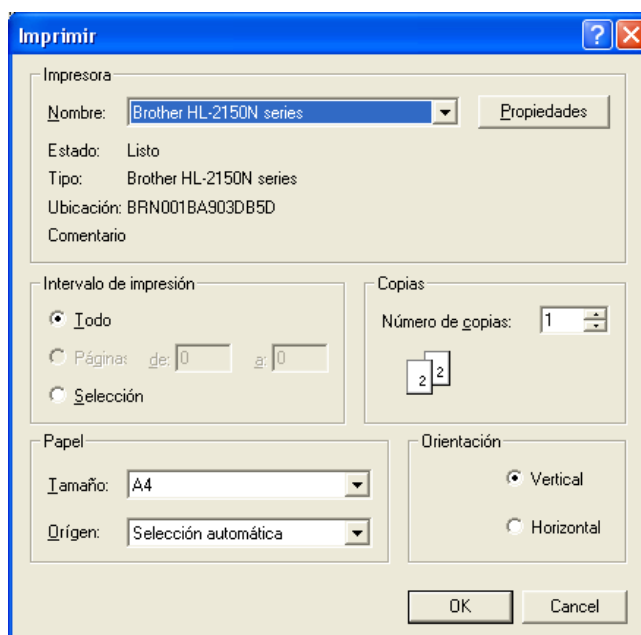 Imprimir
Impresora
Nombre: Brother HL-2150N series Propiedades
Estado: Listo
Tipo: Brother HL-2150N series
Ubicación: BRN001BA903DB5D
Comentario
Intervalo de impresión
Todo
Páginas de: 0 a: 0
Selección
Copias
Número de copias: 1
2 2
Papel
Tamaño: A4
Orígen: Selección automática
Orientación
Vertical
Horizontal
OK Cancel